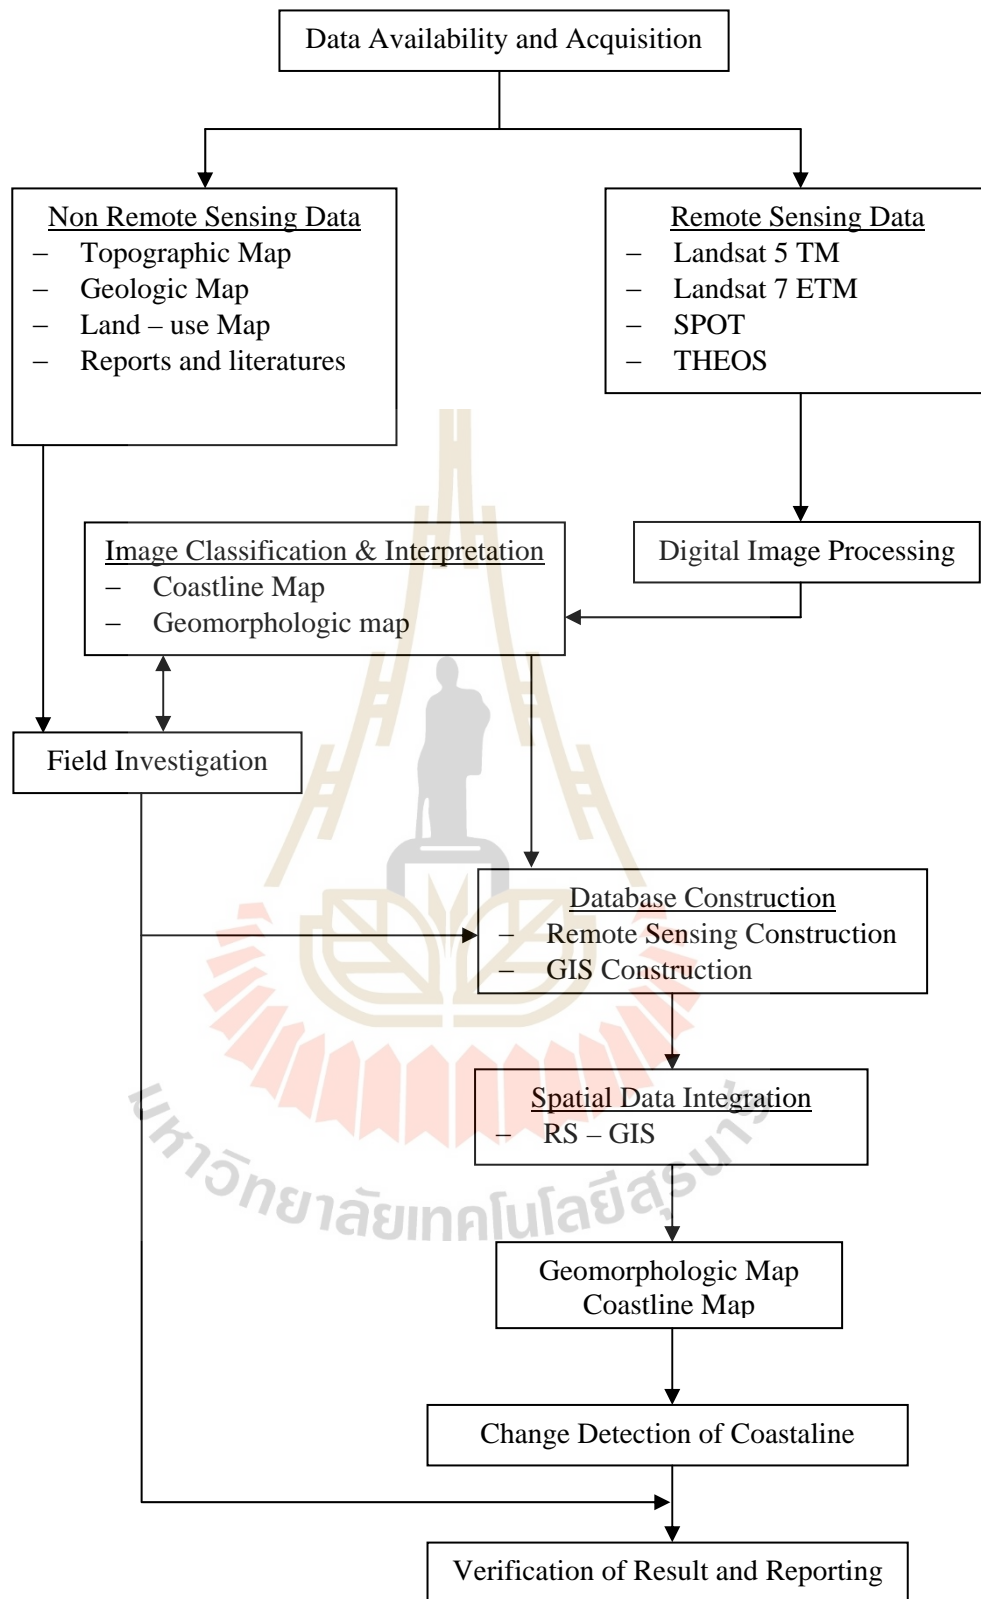 Data Availability and Acquisition
Non Remote Sensing Data
– Topographic Map
– Geologic Map
– Land – use Map
– Reports and literatures
Remote Sensing Data
– Landsat 5 TM
– Landsat 7 ETM
– SPOT
– THEOS
Digital Image Processing
Image Classification & Interpretation
– Coastline Map
– Geomorphologic map
Field Investigation
Database Construction
– Remote Sensing Construction
– GIS Construction
Spatial Data Integration
– RS – GIS
Geomorphologic Map
Coastline Map
Change Detection of Coastaline
Verification of Result and Reporting
มหาวิทยาลัยเทคโนโลยีสุรนารี